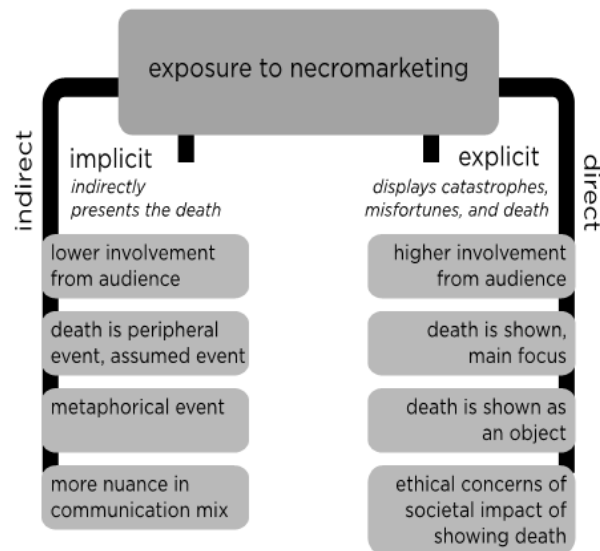 exposure to necromarketing
indirect
implicit
indirectly
presents the death
lower involvement
from audience
death is peripheral
event, assumed event
metaphorical event
more nuance in
communication mix
direct
explicit
displays catastrophes,
misfortunes, and death
higher involvement
from audience
death is shown,
main focus
death is shown as
an object
ethical concerns of
societal impact of
showing death